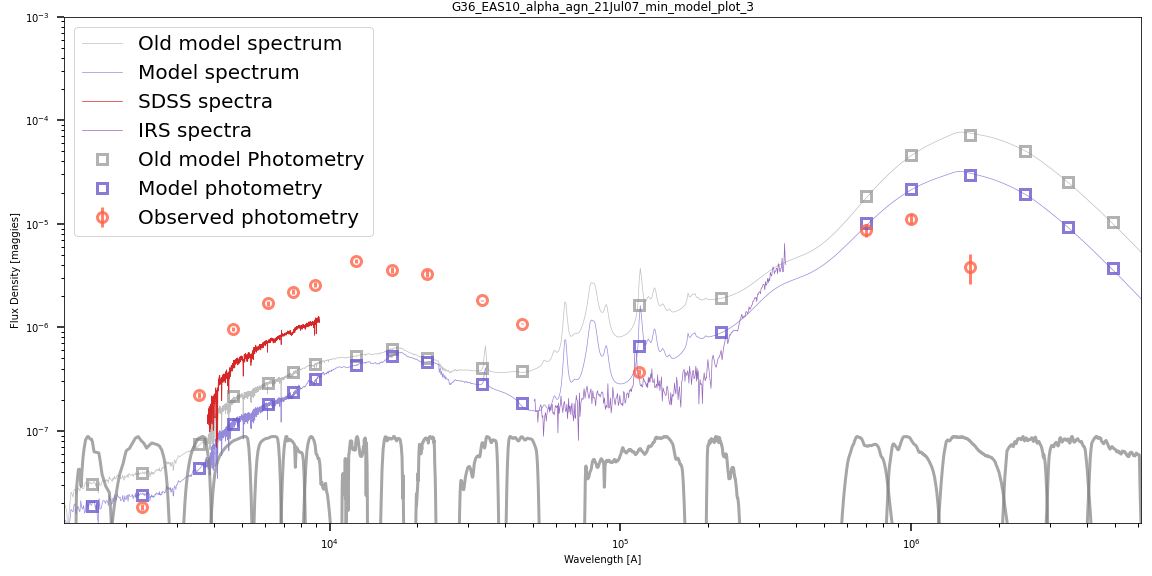 G36_EAS10_alpha_agn_21Jul07_min_model_plot_3
10⁻³
10⁻⁴
10⁻⁵
10⁻⁶
10⁻⁷
Flux Density [maggies]
Old model spectrum
Model spectrum
SDSS spectra
IRS spectra
Old model Photometry
Model photometry
Observed photometry
10⁴ 10⁵ 10⁶
Wavelength [A]